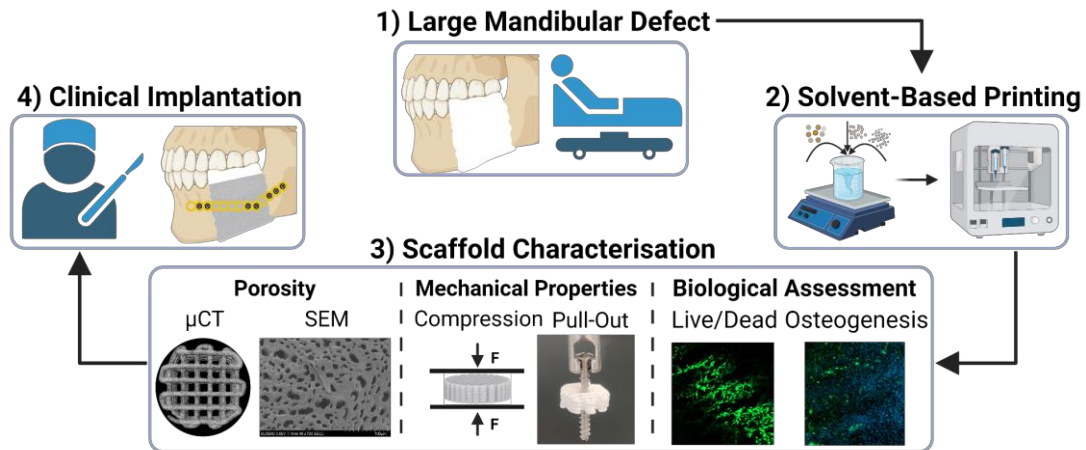 1) Large Mandibular Defect
4) Clinical Implantation
2) Solvent-Based Printing
3) Scaffold Characterisation
Porosity
Mechanical Properties
Biological Assessment
µCT
SEM
Compression
Pull-Out
Live/Dead
Osteogenesis
F
F